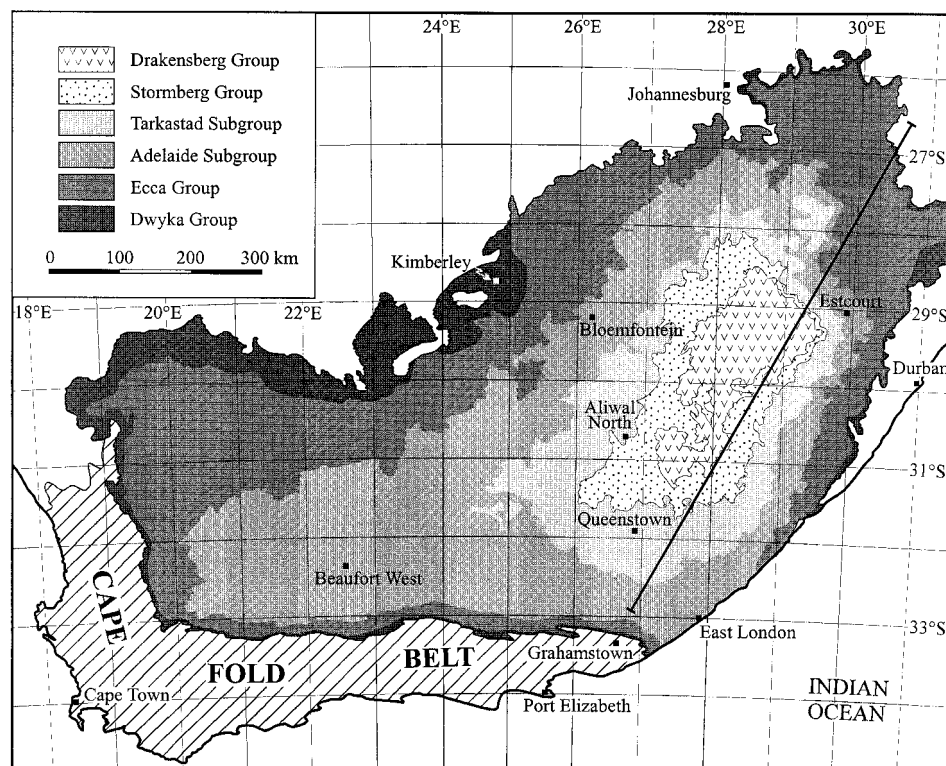 22°E
24°E
26°E
28°E
30°E
Drakensberg Group
Stormberg Group
Tarkastad Subgroup
Adelaide Subgroup
Ecca Group
Dwyka Group
0 100 200 300 km
Johannesburg
27°S
Kimberley
18°E
20°E
22°E
Bloemfontein
Estcourt
29°S
Durban
Aliwal
North
31°S
Queenstown
Beaufort West
CAPE
FOLD
BELT
Grahamstown
East London
33°S
Cape Town
Port Elizabeth
INDIAN
OCEAN